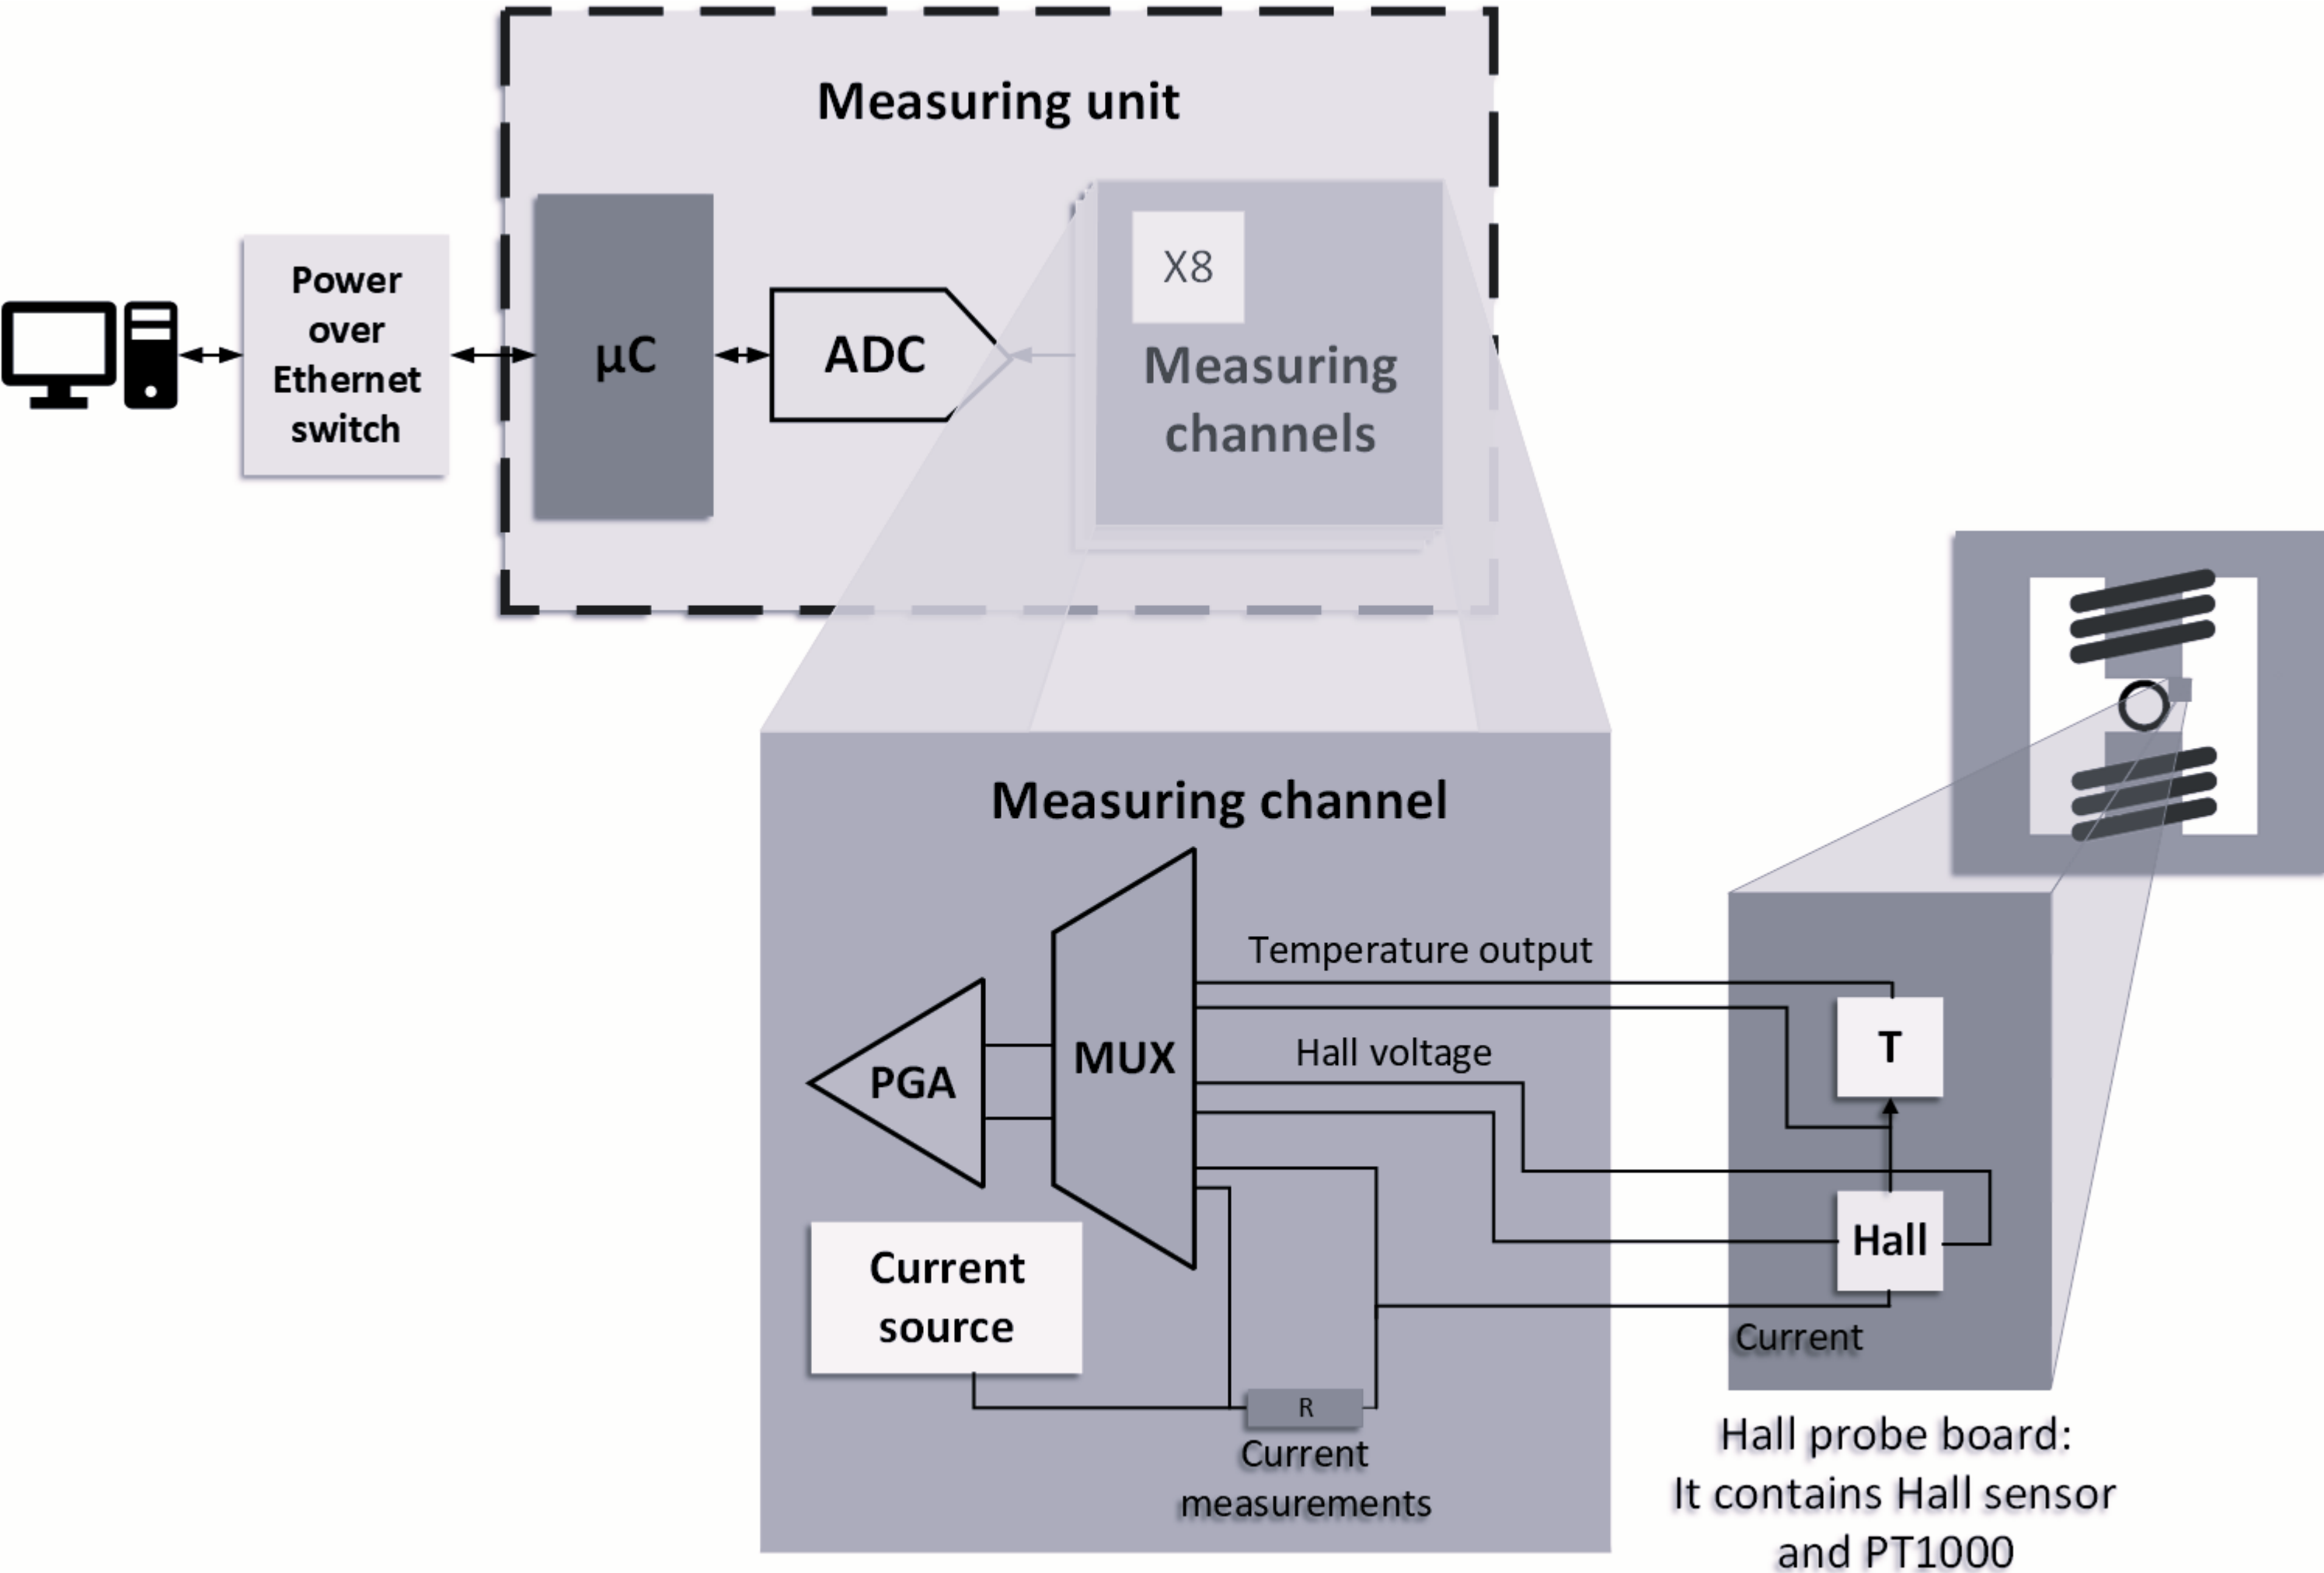 Measuring unit
Power
over
Ethernet
switch
µC
ADC
X8
Measuring
channels
Measuring channel
Temperature output
Hall voltage
PGA
MUX
T
Hall
Current
source
Current
R
Current
measurements
Hall probe board:
It contains Hall sensor
and PT1000